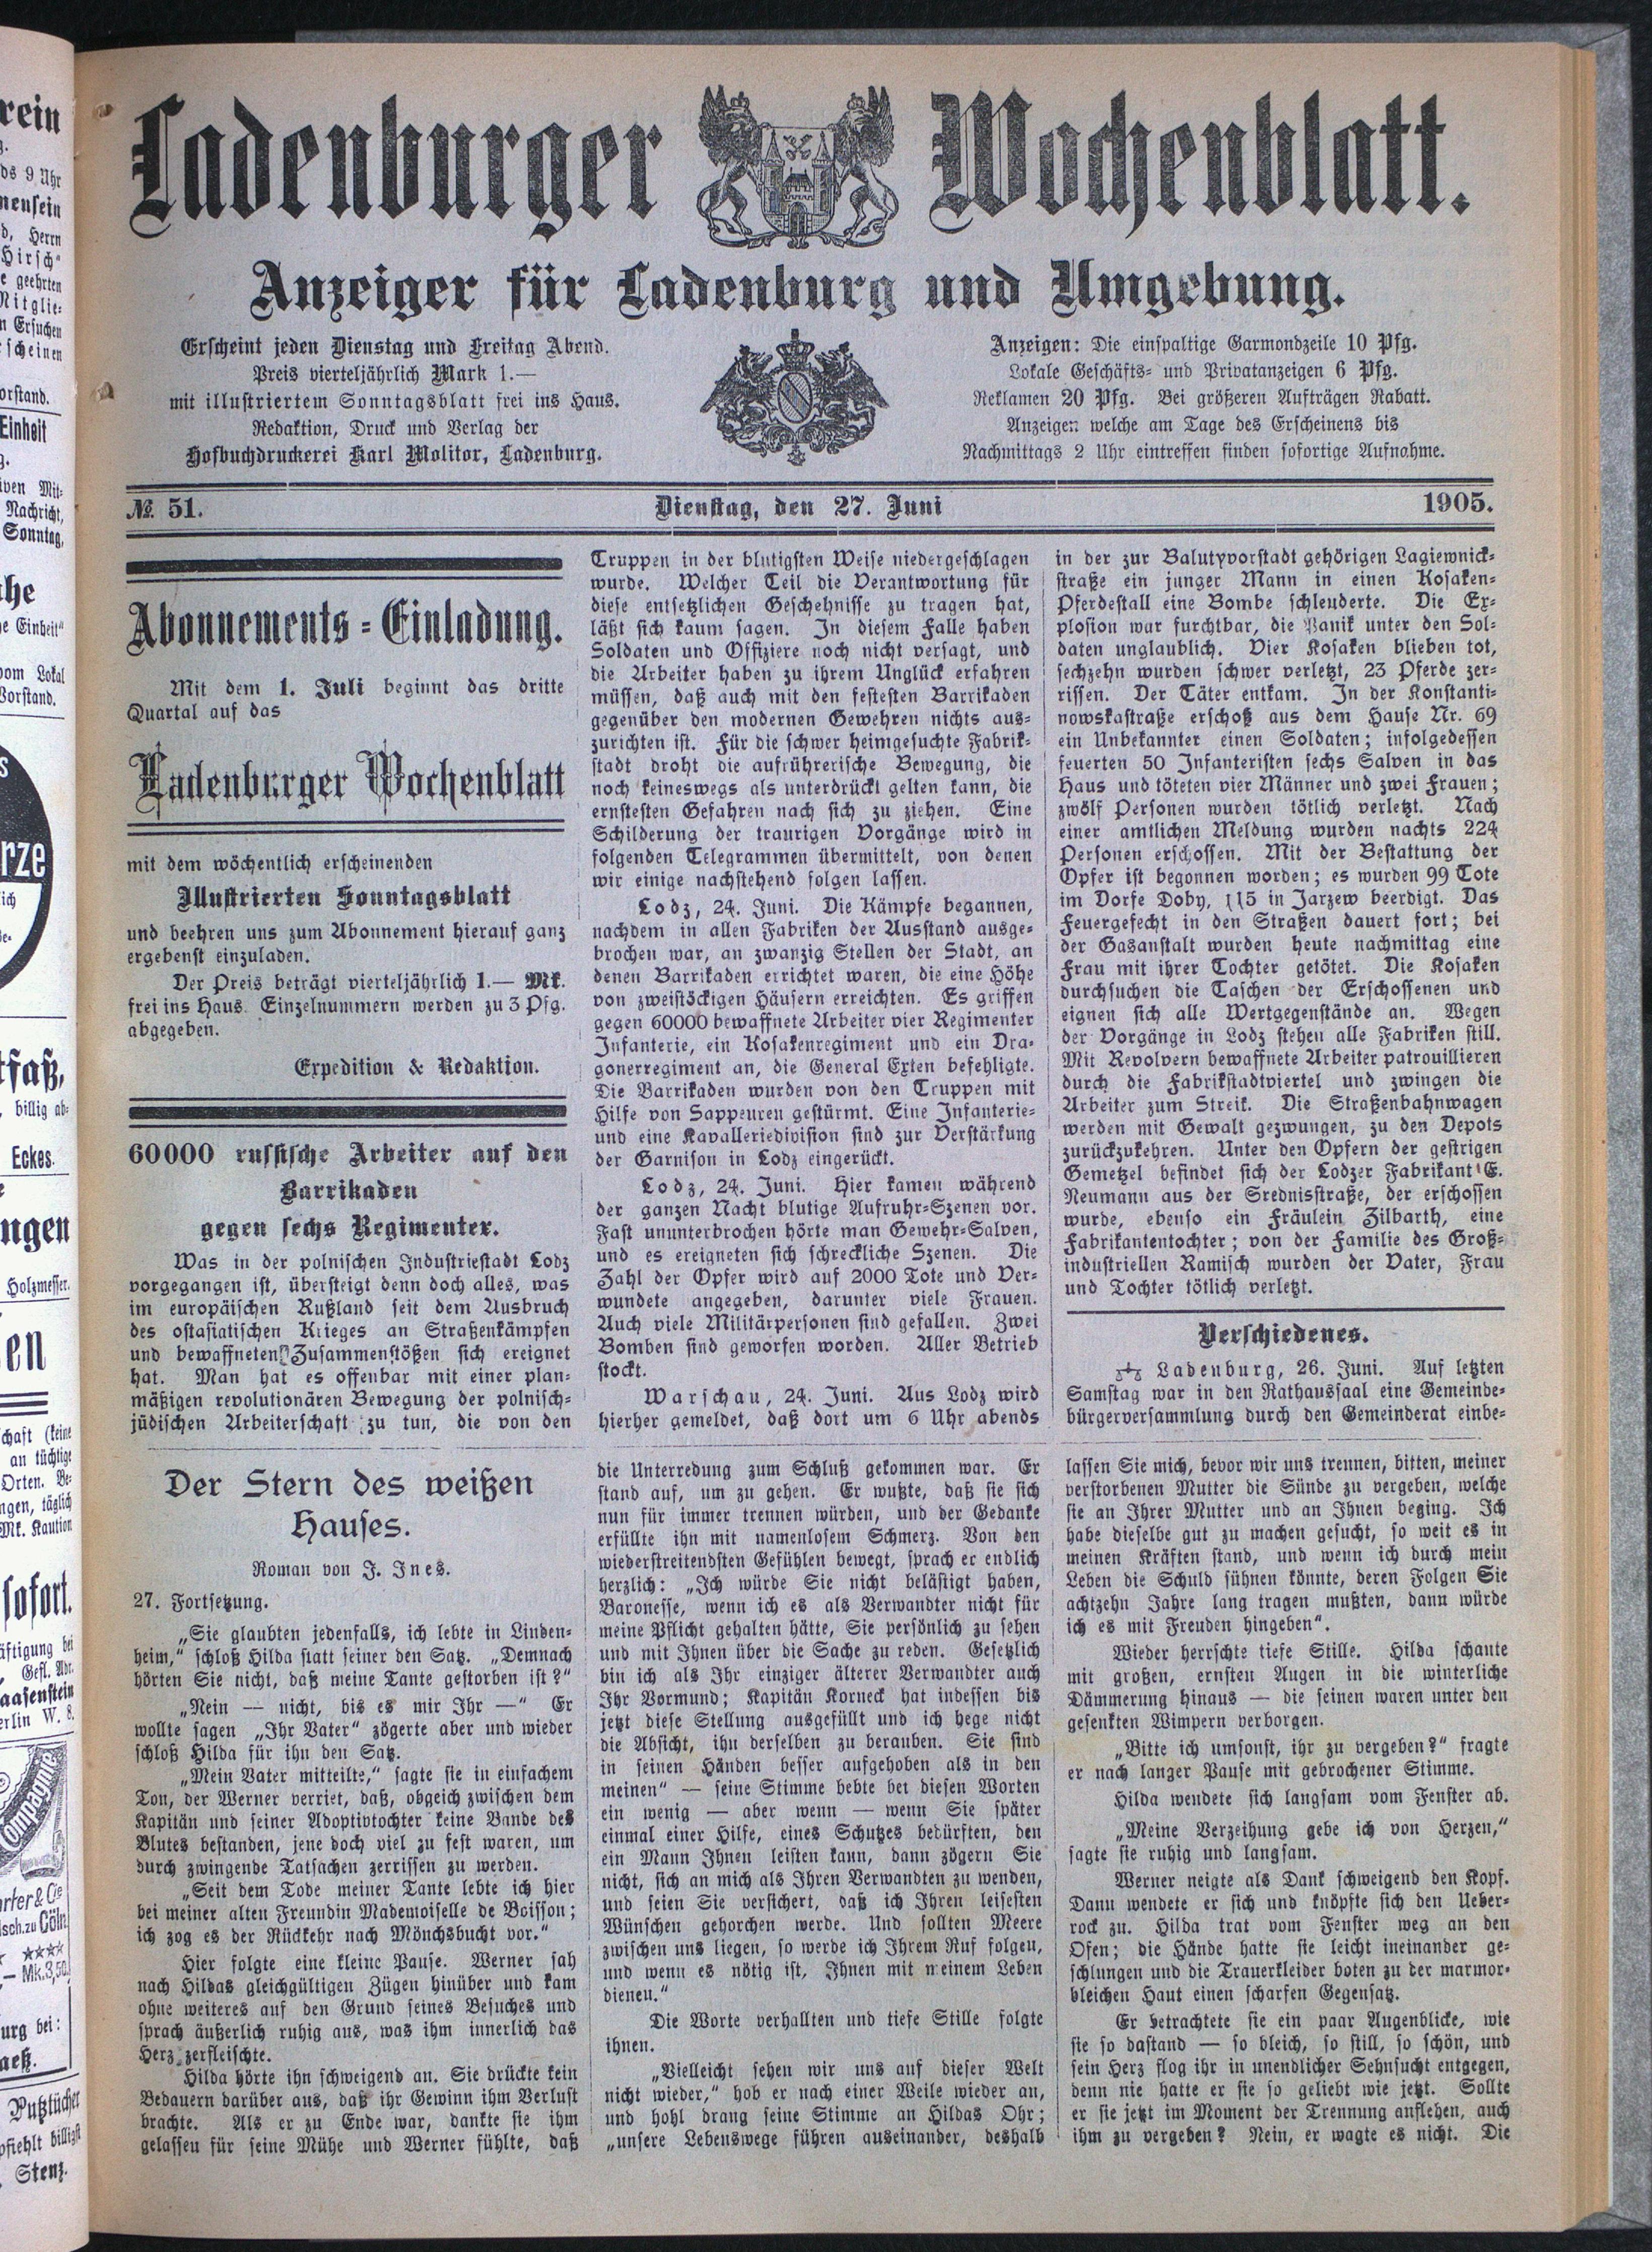 Ladenburger Wochenblatt.
Anzeiger für Ladenburg und Umgebung.
Erscheint jeden Dienstag und Freitag Abend.
Preis vierteljährlich Mark 1.—
mit illustriertem Sonntagsblatt frei ins Haus.
Redaktion, Druck und Verlag der
Hofbuchdruckerei Karl Molitor, Ladenburg.
Anzeigen: Die einspaltige Garmondzeile 10 Pfg.
Lokale Geschäfts- und Privatanzeigen 6 Pfg.
Reklamen 20 Pfg. Bei größeren Aufträgen Rabatt.
Anzeigen welche am Tage des Erscheinens bis
Nachmittags 2 Uhr eintreffen finden sofortige Aufnahme.
№. 51. Dienstag, den 27. Juni 1905.
Abonnements-Einladung.
Mit dem 1. Juli beginnt das dritte
Quartal auf das
Ladenburger Wochenblatt
mit dem wöchentlich erscheinenden
Illustrierten Sonntagsblatt
und beehren uns zum Abonnement hierauf ganz
ergebenst einzuladen.
Der Preis beträgt vierteljährlich 1.— Mk.
frei ins Haus. Einzelnummern werden zu 3 Pfg.
abgegeben.
Expedition & Redaktion.
60000 russische Arbeiter auf den
Barrikaden
gegen sechs Regimenter.
Was in der polnischen Industriestadt Lodz
vorgegangen ist, übersteigt denn doch alles, was
im europäischen Rußland seit dem Ausbruch
des ostasiatischen Krieges an Straßenkämpfen
und bewaffneten Zusammenstößen sich ereignet
hat. Man hat es offenbar mit einer plan-
mäßigen revolutionären Bewegung der polnisch-
jüdischen Arbeiterschaft zu tun, die von den
Truppen in der blutigsten Weise niedergeschlagen
wurde. Welcher Teil die Verantwortung für
diese entsetzlichen Geschehnisse zu tragen hat,
läßt sich kaum sagen. In diesem Falle haben
Soldaten und Offiziere noch nicht versagt, und
die Arbeiter haben zu ihrem Unglück erfahren
müssen, daß auch mit den festesten Barrikaden
gegenüber den modernen Gewehren nichts aus-
zurichten ist. Für die schwer heimgesuchte Fabrik-
stadt droht die aufrührerische Bewegung, die
noch keineswegs als unterdrückt gelten kann, die
ernstesten Gefahren nach sich zu ziehen. Eine
Schilderung der traurigen Vorgänge wird in
folgenden Telegrammen übermittelt, von denen
wir einige nachstehend folgen lassen.
Lodz, 24. Juni. Die Kämpfe begannen,
nachdem in allen Fabriken der Ausstand ausge-
brochen war, an zwanzig Stellen der Stadt, an
denen Barrikaden errichtet waren, die eine Höhe
von zweistöckigen Häusern erreichten. Es griffen
gegen 60000 bewaffnete Arbeiter vier Regimenter
Infanterie, ein Kosakenregiment und ein Dra-
gonerregiment an, die General Exten befehligte.
Die Barrikaden wurden von den Truppen mit
Hilfe von Sappeuren gestürmt. Eine Infanterie-
und eine Kavalleriedivision sind zur Verstärkung
der Garnison in Lodz eingerückt.
Lodz, 24. Juni. Hier kamen während
der ganzen Nacht blutige Aufruhr-Szenen vor.
Fast ununterbrochen hörte man Gewehr-Salven,
und es ereigneten sich schreckliche Szenen. Die
Zahl der Opfer wird auf 2000 Tote und Ver-
wundete angegeben, darunter viele Frauen.
Auch viele Militärpersonen sind gefallen. Zwei
Bomben sind geworfen worden. Aller Betrieb
stockt.
Warschau, 24. Juni. Aus Lodz wird
hierher gemeldet, daß dort um 6 Uhr abends
in der zur Balutyvorstadt gehörigen Lagiewnick-
straße ein junger Mann in einen Kosaken-
Pferdestall eine Bombe schleuderte. Die Ex-
plosion war furchtbar, die Panik unter den Sol-
daten unglaublich. Vier Kosaken blieben tot,
sechzehn wurden schwer verletzt, 23 Pferde zer-
rissen. Der Täter entkam. In der Konstanti-
nowskastraße erschoß aus dem Hause Nr. 69
ein Unbekannter einen Soldaten; infolgedessen
feuerten 50 Infanteristen sechs Salven in das
Haus und töteten vier Männer und zwei Frauen;
zwölf Personen wurden tötlich verletzt. Nach
einer amtlichen Meldung wurden nachts 224
Personen erschossen. Mit der Bestattung der
Opfer ist begonnen worden; es wurden 99 Tote
im Dorfe Doby, 115 in Jarzew beerdigt. Das
Feuergefecht in den Straßen dauert fort; bei
der Gasanstalt wurden heute nachmittag eine
Frau mit ihrer Tochter getötet. Die Kosaken
durchsuchen die Taschen der Erschossenen und
eignen sich alle Wertgegenstände an. Wegen
der Vorgänge in Lodz stehen alle Fabriken still.
Mit Revolvern bewaffnete Arbeiter patrouillieren
durch die Fabrikstadtviertel und zwingen die
Arbeiter zum Streik. Die Straßenbahnwagen
werden mit Gewalt gezwungen, zu den Depots
zurückzukehren. Unter den Opfern der gestrigen
Gemetzel befindet sich der Lodzer Fabrikant E.
Neumann aus der Srednisstraße, der erschossen
wurde, ebenso ein Fräulein Zilbarth, eine
Fabrikantentochter; von der Familie des Groß-
industriellen Ramisch wurden der Vater, Frau
und Tochter tötlich verletzt.
Verschiedenes.
Ladenburg, 26. Juni. Auf letzten
Samstag war in den Rathaussaal eine Gemeinde-
bürgerversammlung durch den Gemeinderat einbe-
Der Stern des weißen
Hauses.
Roman von J. Ines.
27. Fortsetzung.
„Sie glaubten jedenfalls, ich lebte in Linden-
heim,“ schloß Hilda statt seiner den Satz. „Demnach
hörten Sie nicht, daß meine Tante gestorben ist?“
„Nein — nicht, bis es mir Ihr —“ Er
wollte sagen „Ihr Vater“ zögerte aber und wieder
schloß Hilda für ihn den Satz.
„Mein Vater mitteilte,“ sagte sie in einfachem
Ton, der Werner verriet, daß, obgeich zwischen dem
Kapitän und seiner Adoptivtochter keine Bande des
Blutes bestanden, jene doch viel zu fest waren, um
durch zwingende Tatsachen zerrissen zu werden.
„Seit dem Tode meiner Tante lebte ich hier
bei meiner alten Freundin Mademoiselle de Boisson;
ich zog es der Rückkehr nach Mönchsbucht vor.“
Hier folgte eine kleine Pause. Werner sah
nach Hildas gleichgültigen Zügen hinüber und kam
ohne weiteres auf den Grund seines Besuches und
sprach äußerlich ruhig aus, was ihm innerlich das
Herz zerfleischte.
Hilda hörte ihn schweigend an. Sie drückte kein
Bedauern darüber aus, daß ihr Gewinn ihm Verlust
brachte. Als er zu Ende war, dankte sie ihm
gelassen für seine Mühe und Werner fühlte, daß
die Unterredung zum Schluß gekommen war. Er
stand auf, um zu gehen. Er wußte, daß sie sich
nun für immer trennen würden, und der Gedanke
erfüllte ihn mit namenlosem Schmerz. Von den
wiederstreitendsten Gefühlen bewegt, sprach er endlich
herzlich: „Ich würde Sie nicht belästigt haben,
Baronesse, wenn ich es als Verwandter nicht für
meine Pflicht gehalten hätte, Sie persönlich zu sehen
und mit Ihnen über die Sache zu reden. Gesetzlich
bin ich als Ihr einziger älterer Verwandter auch
Ihr Vormund; Kapitän Korneck hat indessen bis
jetzt diese Stellung ausgefüllt und ich hege nicht
die Absicht, ihn derselben zu berauben. Sie sind
in seinen Händen besser aufgehoben als in den
meinen“ — seine Stimme bebte bei diesen Worten
ein wenig — aber wenn — wenn Sie später
einmal einer Hilfe, eines Schutzes bedürften, den
ein Mann Ihnen leisten kann, dann zögern Sie
nicht, sich an mich als Ihren Verwandten zu wenden,
und seien Sie versichert, daß ich Ihren leisesten
Wünschen gehorchen werde. Und sollten Meere
zwischen uns liegen, so werde ich Ihrem Ruf folgen,
und wenn es nötig ist, Ihnen mit meinem Leben
dienen.“
Die Worte verhallten und tiefe Stille folgte
ihnen.
„Vielleicht sehen wir uns auf dieser Welt
nicht wieder,“ hob er nach einer Weile wieder an,
und hohl drang seine Stimme an Hildas Ohr;
„unsere Lebenswege führen auseinander, deshalb
lassen Sie mich, bevor wir uns trennen, bitten, meiner
verstorbenen Mutter die Sünde zu vergeben, welche
sie an Ihrer Mutter und an Ihnen beging. Ich
habe dieselbe gut zu machen gesucht, so weit es in
meinen Kräften stand, und wenn ich durch mein
Leben die Schuld sühnen könnte, deren Folgen Sie
achtzehn Jahre lang tragen mußten, dann würde
ich es mit Freuden hingeben“.
Wieder herrschte tiefe Stille. Hilda schaute
mit großen, ernsten Augen in die winterliche
Dämmerung hinaus — die seinen waren unter den
gesenkten Wimpern verborgen.
„Bitte ich umsonst, ihr zu vergeben?“ fragte
er nach langer Pause mit gebrochener Stimme.
Hilda wendete sich langsam vom Fenster ab.
„Meine Verzeihung gebe ich von Herzen,“
sagte sie ruhig und langsam.
Werner neigte als Dank schweigend den Kopf.
Dann wendete er sich und knöpfte sich den Ueber-
rock zu. Hilda trat vom Fenster weg an den
Ofen; die Hände hatte sie leicht ineinander ge-
schlungen und die Trauerkleider boten zu der marmor-
bleichen Haut einen scharfen Gegensatz.
Er betrachtete sie ein paar Augenblicke, wie
sie so dastand — so bleich, so still, so schön, und
sein Herz flog ihr in unendlicher Sehnsucht entgegen,
denn nie hatte er sie so geliebt wie jetzt. Sollte
er sie jetzt im Moment der Trennung anflehen, auch
ihm zu vergeben? Nein, er wagte es nicht. Die